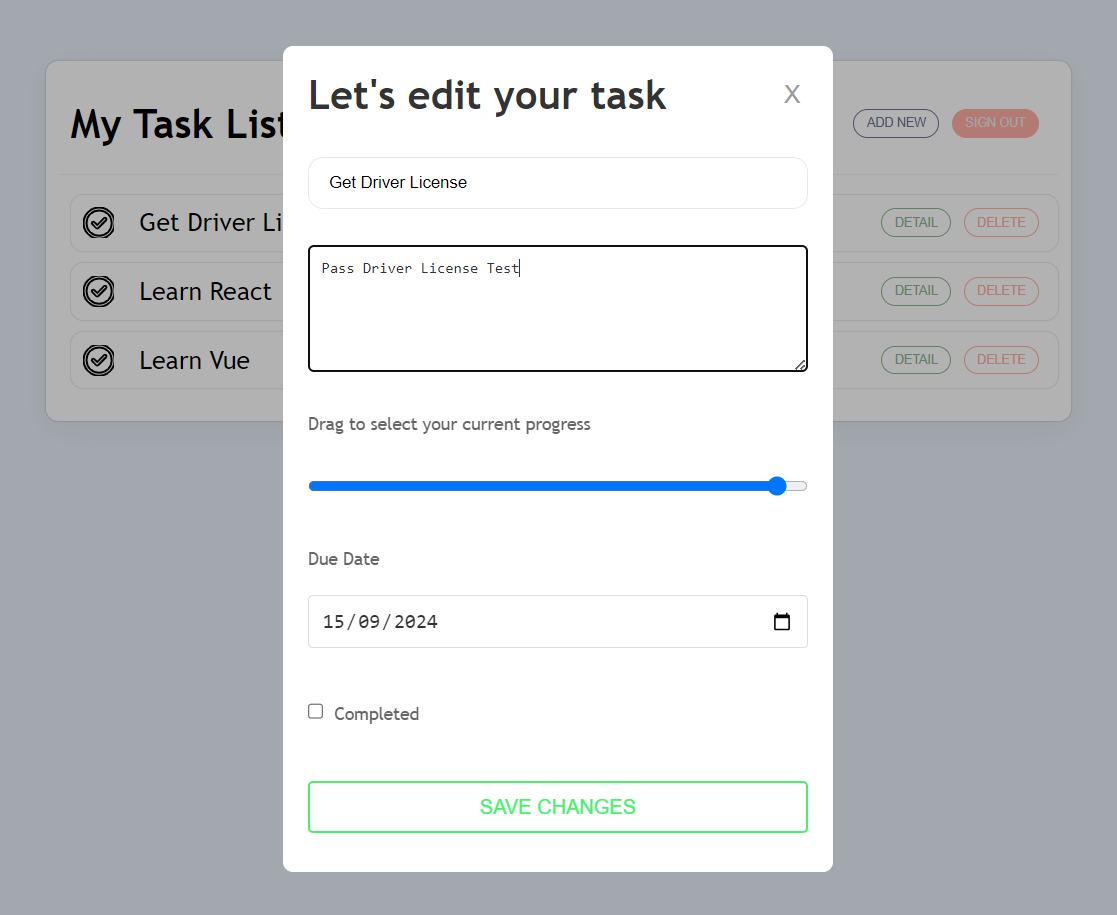 Let's edit your task
X
My Task List
ADD NEW
SIGN OUT
Get Driver License
Get Driver Li
DETAIL
DELETE
Pass Driver License Test
Learn React
DETAIL
DELETE
Learn Vue
DETAIL
DELETE
Drag to select your current progress
Due Date
15/09/2024
Completed
SAVE CHANGES